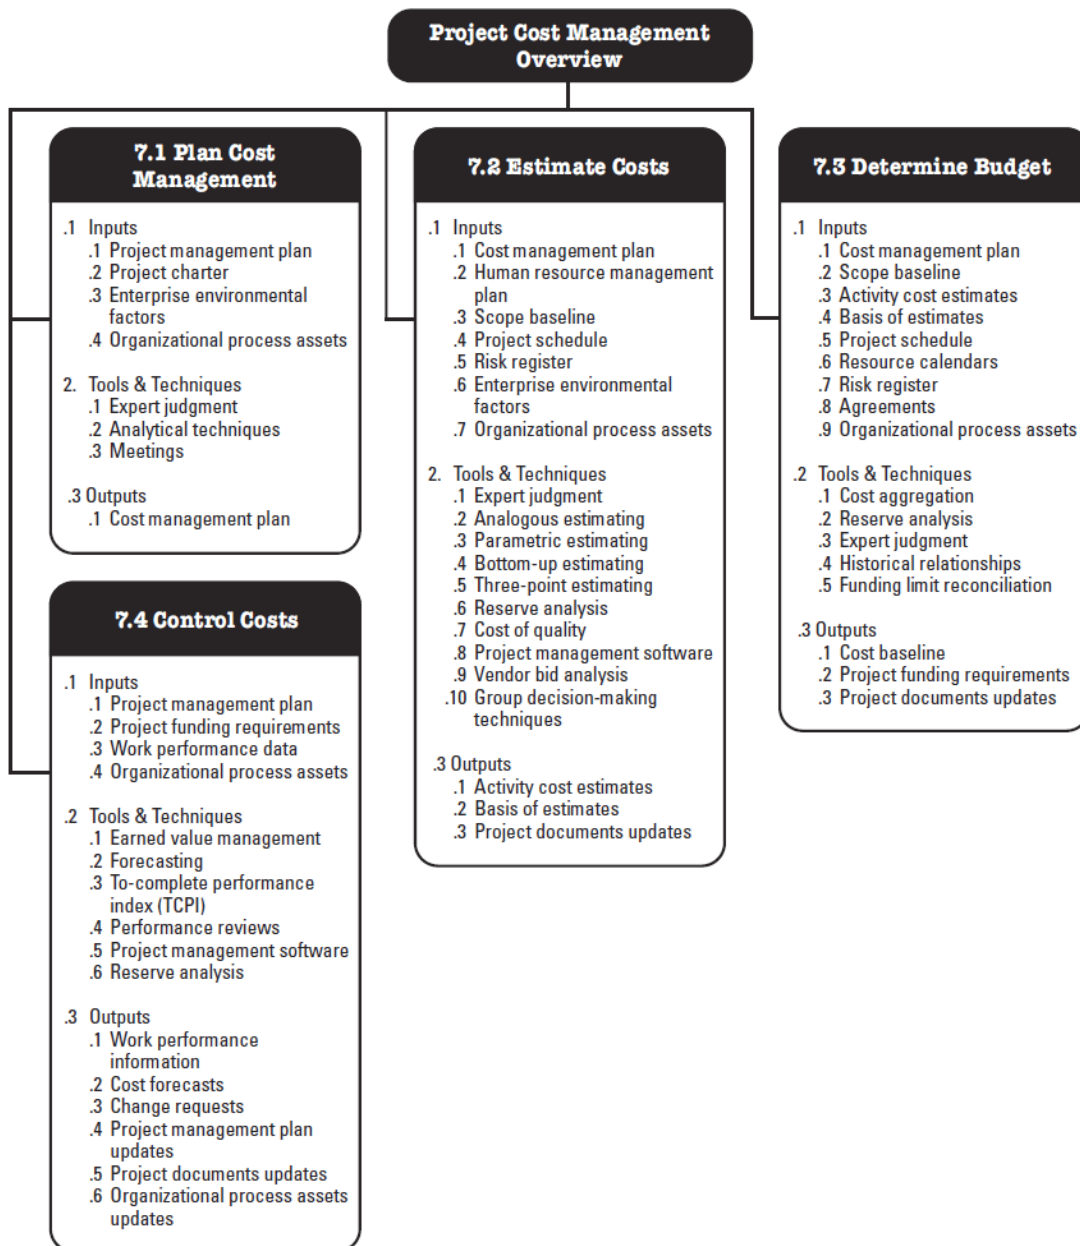 Project Cost Management
Overview
7.1 Plan Cost
Management
.1 Inputs
.1 Project management plan
.2 Project charter
.3 Enterprise environmental
factors
.4 Organizational process assets
2. Tools & Techniques
.1 Expert judgment
.2 Analytical techniques
.3 Meetings
.3 Outputs
.1 Cost management plan
7.2 Estimate Costs
.1 Inputs
.1 Cost management plan
.2 Human resource management
plan
.3 Scope baseline
.4 Project schedule
.5 Risk register
.6 Enterprise environmental
factors
.7 Organizational process assets
2. Tools & Techniques
.1 Expert judgment
.2 Analogous estimating
.3 Parametric estimating
.4 Bottom-up estimating
.5 Three-point estimating
.6 Reserve analysis
.7 Cost of quality
.8 Project management software
.9 Vendor bid analysis
.10 Group decision-making
techniques
.3 Outputs
.1 Activity cost estimates
.2 Basis of estimates
.3 Project documents updates
7.3 Determine Budget
.1 Inputs
.1 Cost management plan
.2 Scope baseline
.3 Activity cost estimates
.4 Basis of estimates
.5 Project schedule
.6 Resource calendars
.7 Risk register
.8 Agreements
.9 Organizational process assets
.2 Tools & Techniques
.1 Cost aggregation
.2 Reserve analysis
.3 Expert judgment
.4 Historical relationships
.5 Funding limit reconciliation
.3 Outputs
.1 Cost baseline
.2 Project funding requirements
.3 Project documents updates
7.4 Control Costs
.1 Inputs
.1 Project management plan
.2 Project funding requirements
.3 Work performance data
.4 Organizational process assets
.2 Tools & Techniques
.1 Earned value management
.2 Forecasting
.3 To-complete performance
index (TCPI)
.4 Performance reviews
.5 Project management software
.6 Reserve analysis
.3 Outputs
.1 Work performance
information
.2 Cost forecasts
.3 Change requests
.4 Project management plan
updates
.5 Project documents updates
.6 Organizational process assets
updates